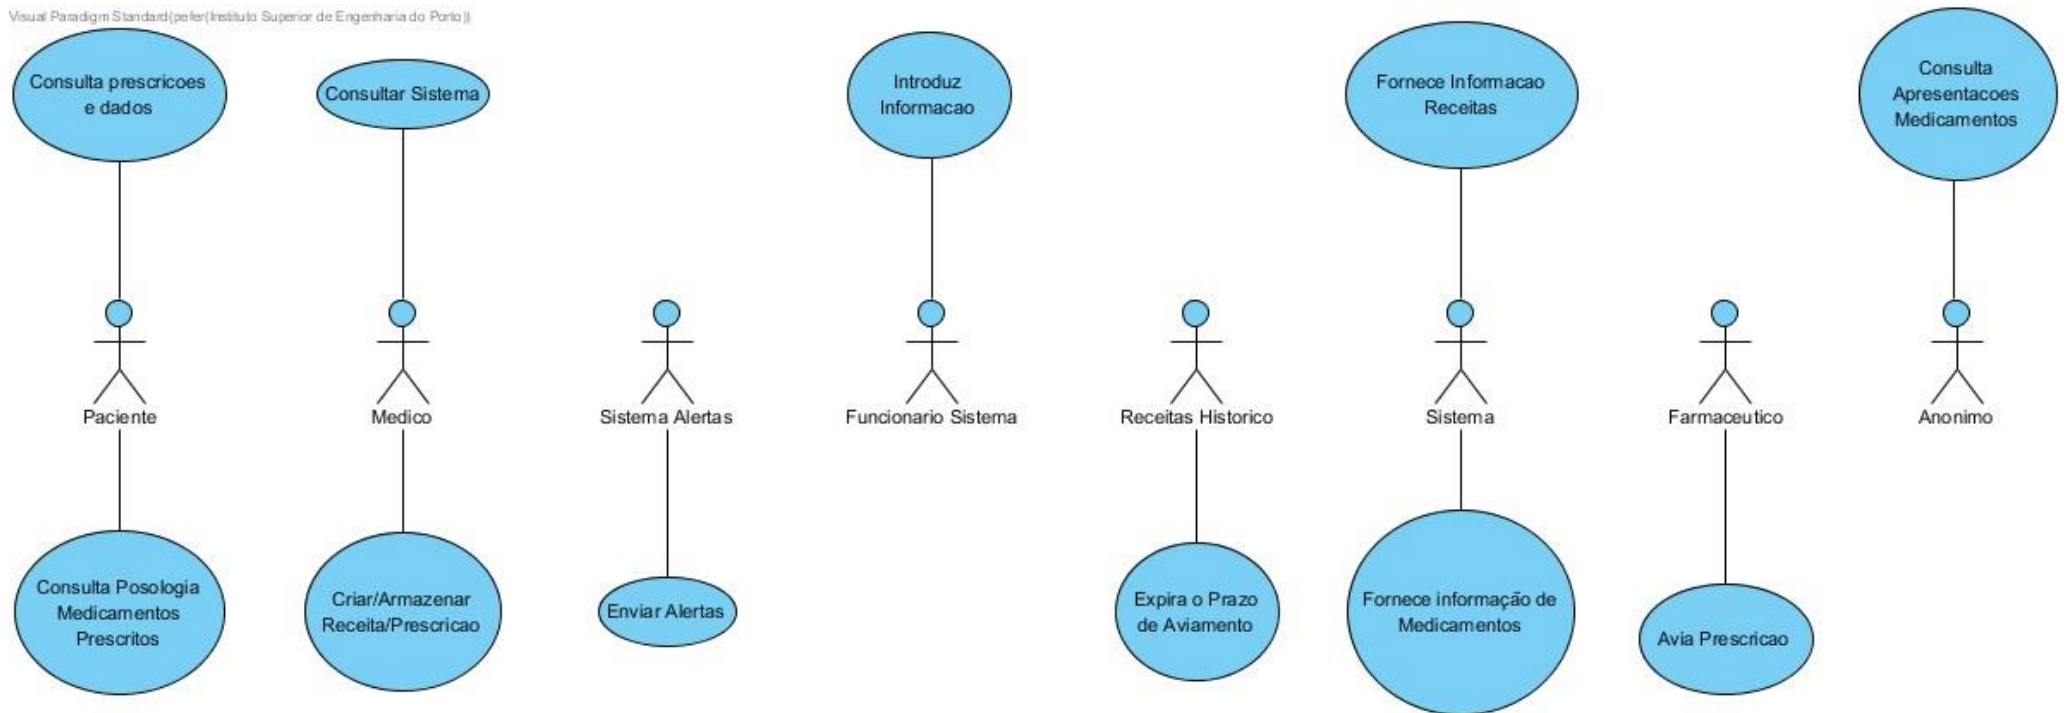 Visual Paradigm Standard(pefer(Instituto Superior de Engenharia do Porto))
Consulta prescricoes
e dados
Consultar Sistema
Introduz
Informacao
Fornece Informacao
Receitas
Consulta
Apresentacoes
Medicamentos
Paciente
Medico
Sistema Alertas
Funcionario Sistema
Receitas Historico
Sistema
Farmaceutico
Anonimo
Consulta Posologia
Medicamentos
Prescritos
Criar/Armazenar
Receita/Prescricao
Enviar Alertas
Expira o Prazo
de Aviamento
Fornece informação de
Medicamentos
Avia Prescricao